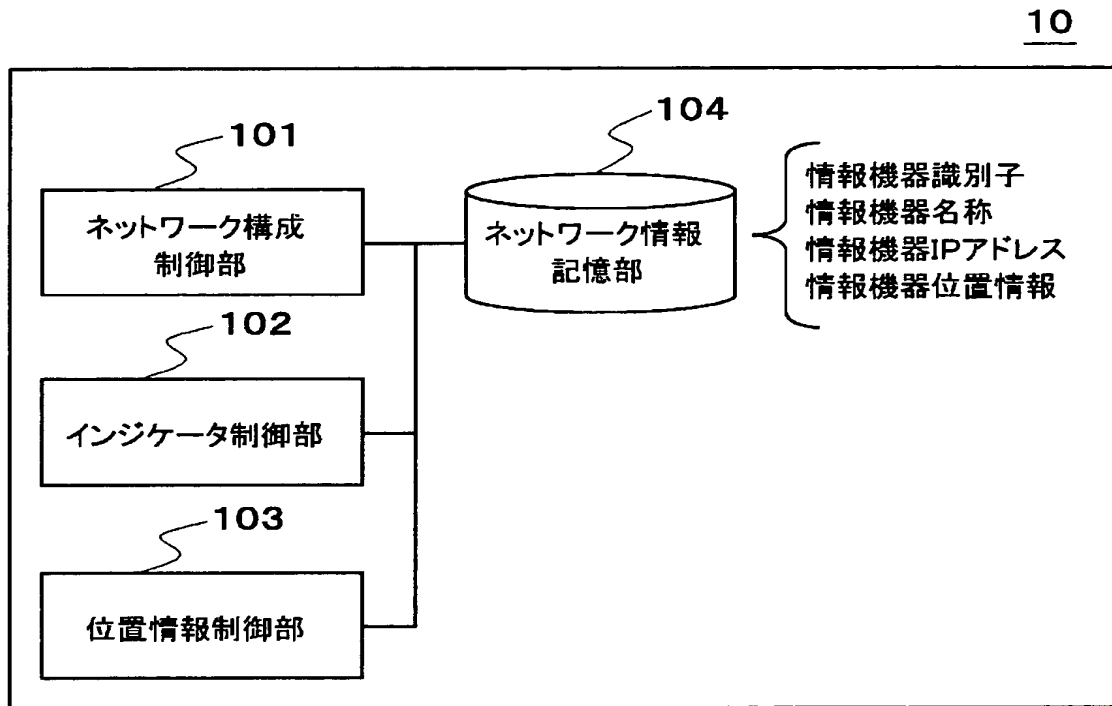 10
101
ネットワーク構成
制御部
104
ネットワーク情報
記憶部
情報機器識別子
情報機器名称
情報機器IPアドレス
情報機器位置情報
102
インジケータ制御部
103
位置情報制御部